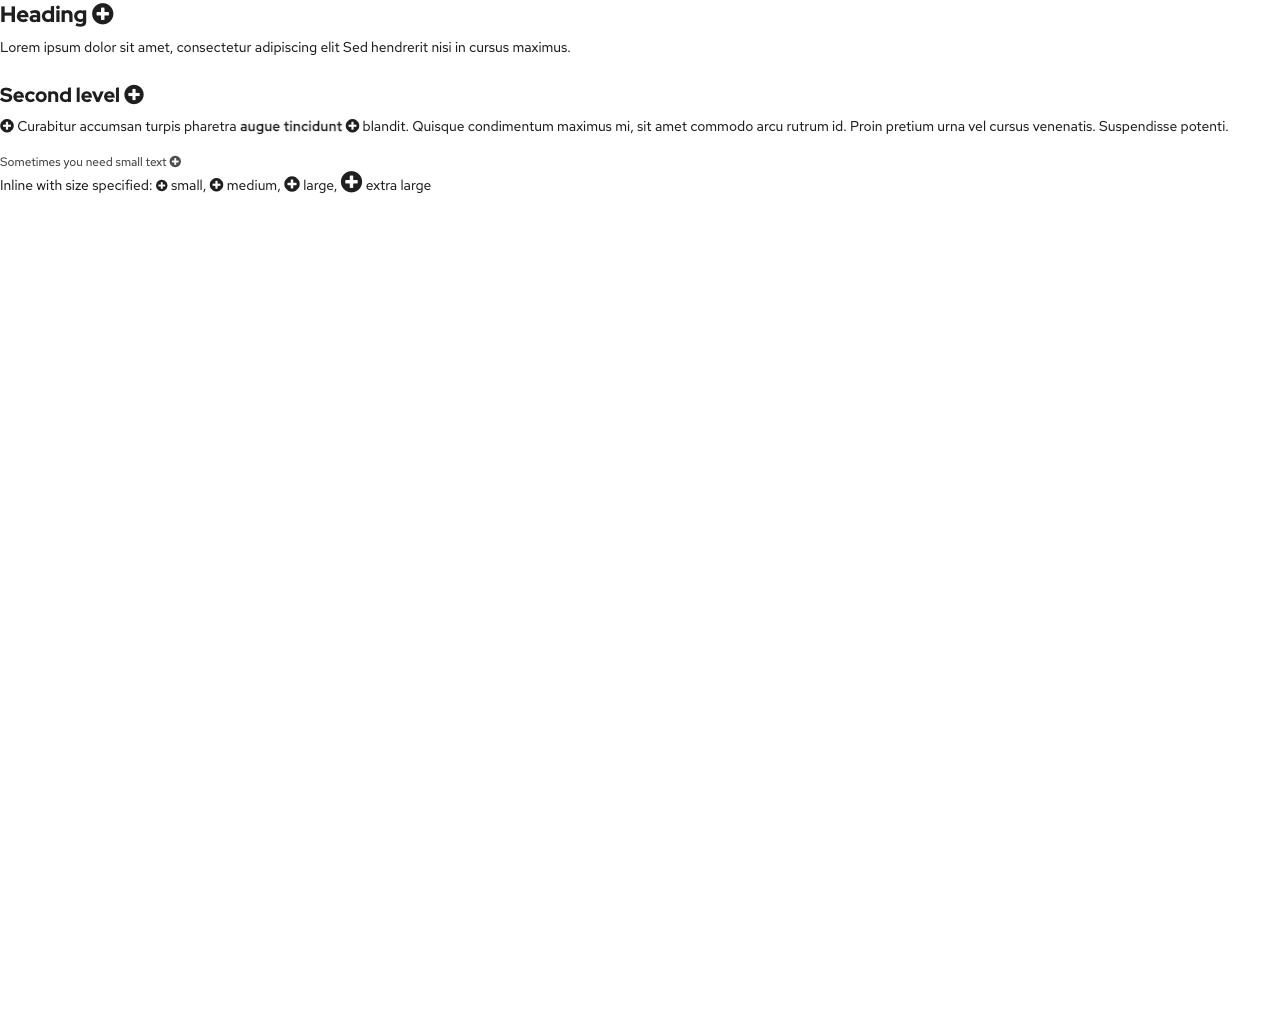 Heading
Lorem ipsum dolor sit amet, consectetur adipiscing elit Sed hendrerit nisi in cursus maximus.
Second level
Curabitur accumsan turpis pharetra augue tincidunt blandit. Quisque condimentum maximus mi, sit amet commodo arcu rutrum id. Proin pretium urna vel cursus venenatis. Suspendisse potenti.
Sometimes you need small text
Inline with size specified: small, medium, large, extra large